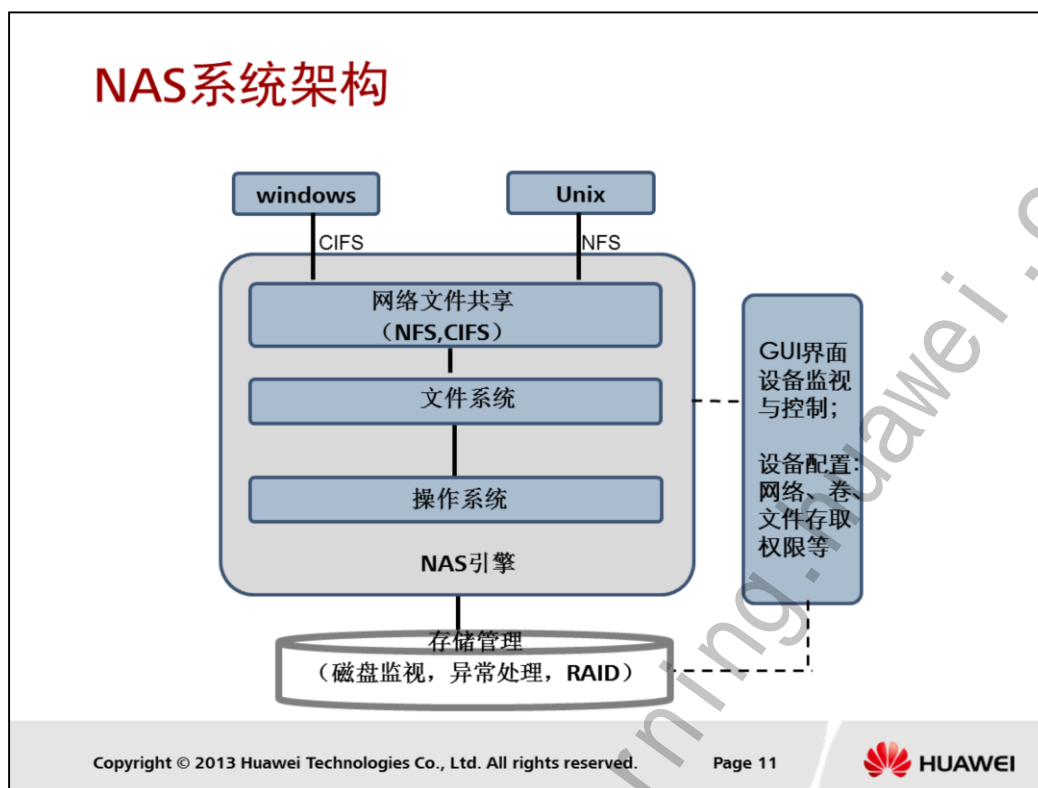 NAS系统架构
windows
Unix
CIFS
NFS
网络文件共享
（NFS,CIFS）
文件系统
操作系统
NAS引擎
GUI界面
设备监视
与控制;
设备配置:
网络、卷、
文件存取
权限等
存储管理
（磁盘监视，异常处理，RAID）
rning.huawei.c
Copyright © 2013 Huawei Technologies Co., Ltd. All rights reserved.
Page 11
HUAWEI